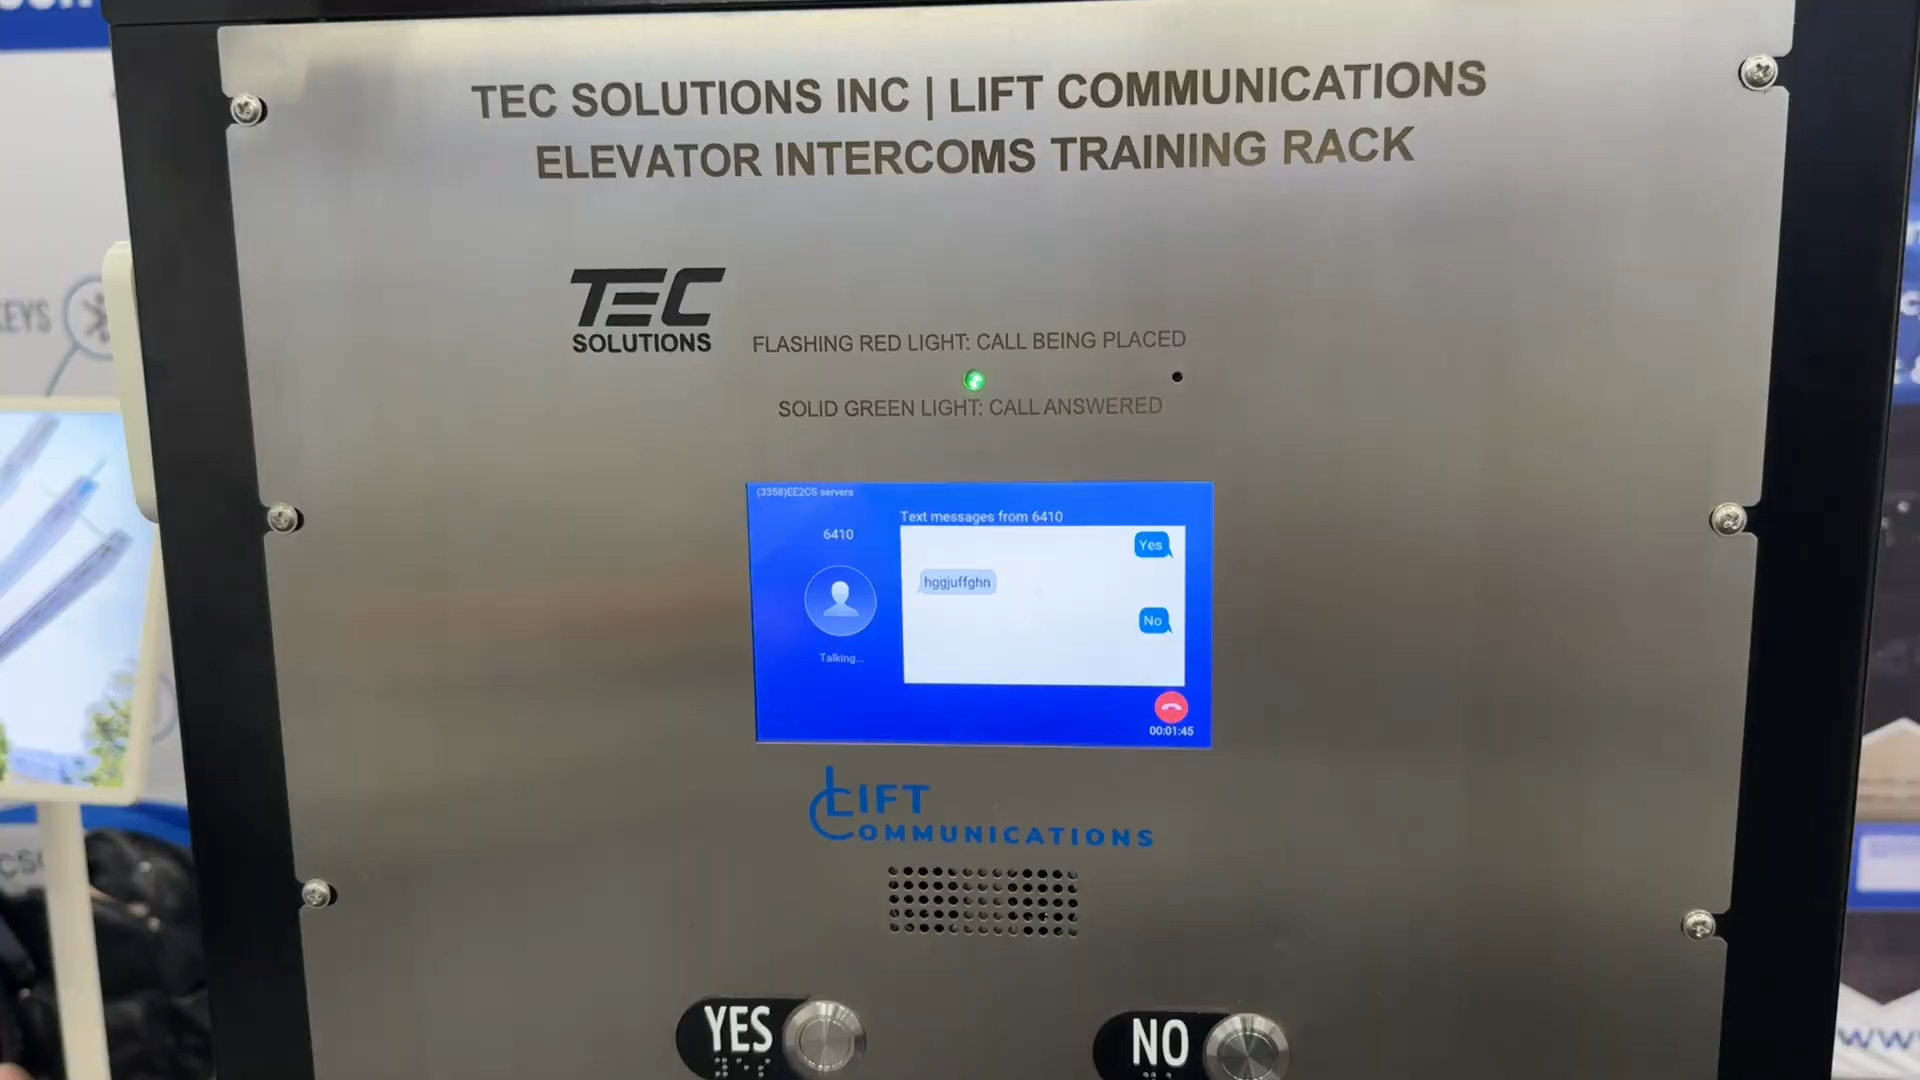 TEC SOLUTIONS INC | LIFT COMMUNICATIONS
ELEVATOR INTERCOMS TRAINING RACK
TEC
SOLUTIONS
FLASHING RED LIGHT: CALL BEING PLACED
SOLID GREEN LIGHT: CALL ANSWERED
(3358)EE2CS servers
6410
Text messages from 6410
Yes
hggjuffghn
No
Talking...
00:01:45
LIFT
COMMUNICATIONS
YES
NO
KEYS